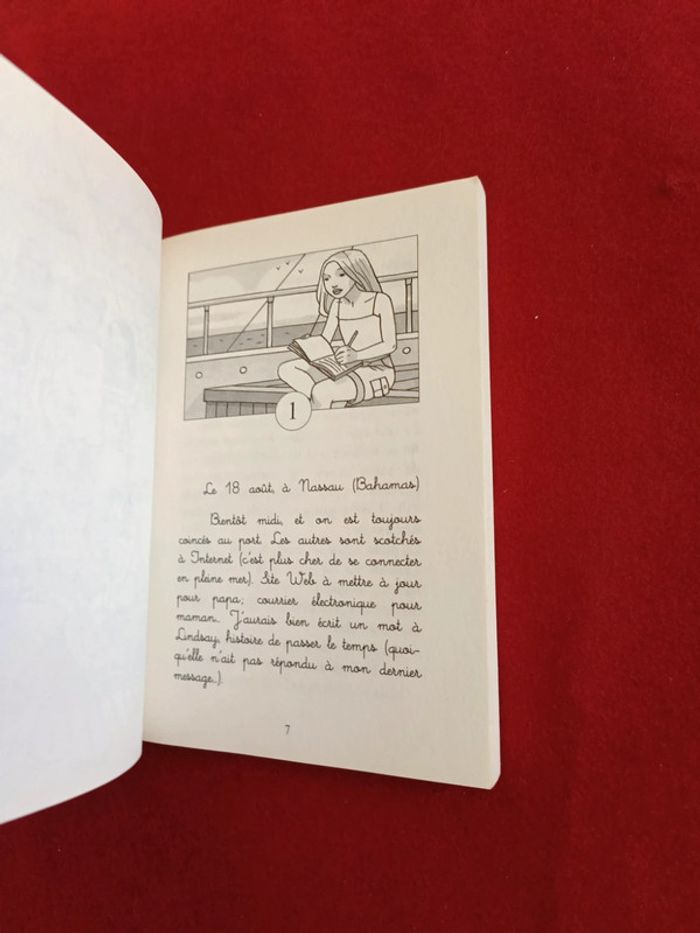 1
Le 18 août, à Nassau (Bahamas)
Bientôt midi, et on est toujours
coincés au port. Les autres sont scotchés
à Internet (c'est plus cher de se connecter
en pleine mer). Site Web à mettre à jour
pour papa; courrier électronique pour
maman... J'aurais bien écrit un mot à
Lindsay, histoire de passer le temps (quoi-
qu'elle n'ait pas répondu à mon dernier
message...).
7